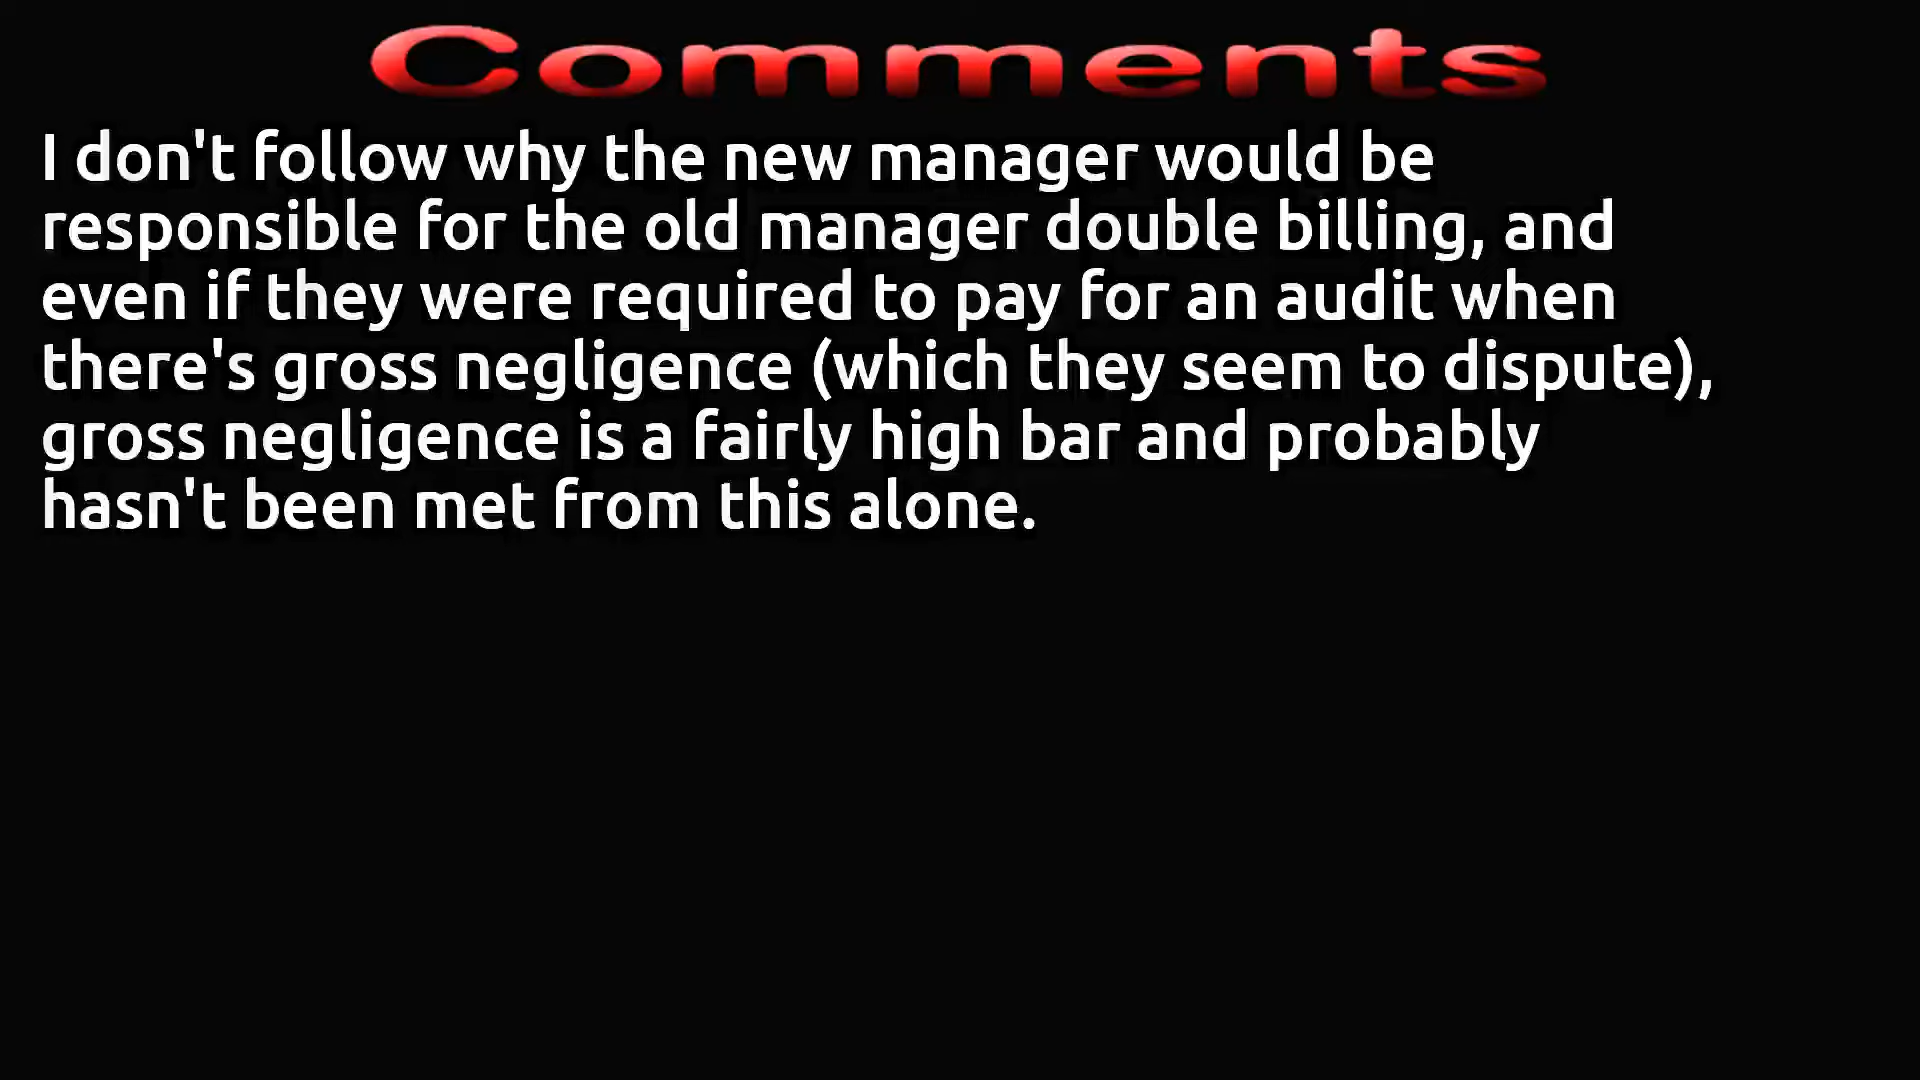 Comments
I don't follow why the new manager would be
responsible for the old manager double billing, and
even if they were required to pay for an audit when
there's gross negligence (which they seem to dispute),
gross negligence is a fairly high bar and probably
hasn't been met from this alone.